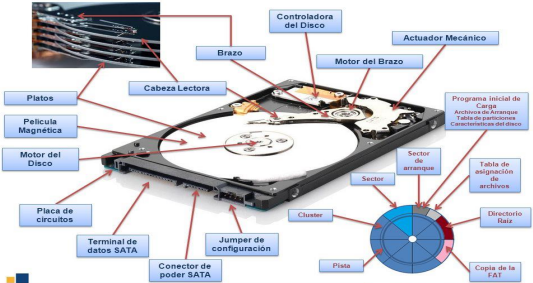 Controladora
del Disco
Actuador Mecánico
Brazo
Motor del Brazo
Cabeza Lectora
Platos
Programa inicial de
Carga
Archivos de Arranque
Tabla de particiones
Características del disco
Pelicula
Magnética
Motor del
Disco
Sector
de
arranque
Tabla de
asignación
de
archivos
Sector
Placa de
circuitos
Cluster
Directorio
Raíz
Terminal de
datos SATA
Jumper de
configuración
Conector de
poder SATA
Pista
Copia de la
FAT